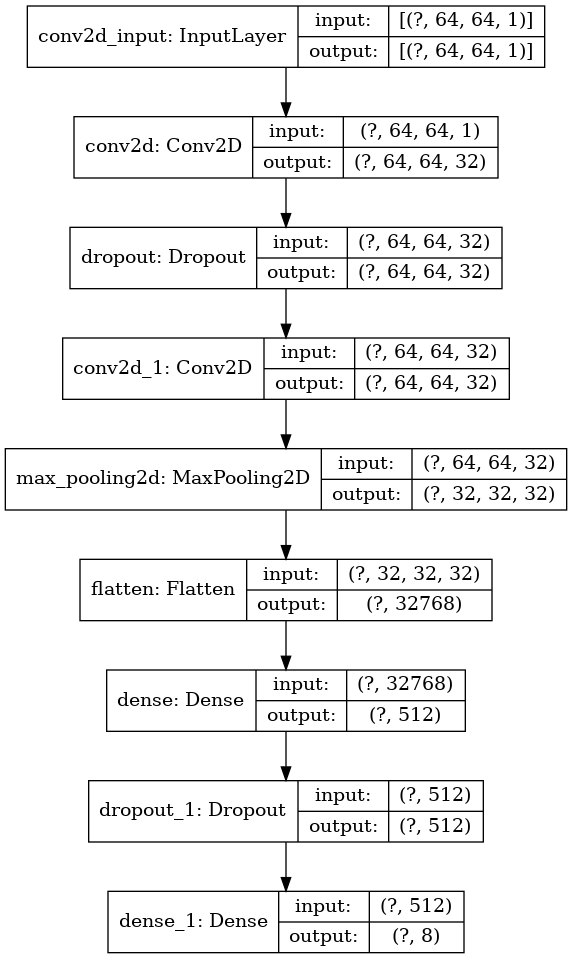 conv2d_input: InputLayer
input:
[(?, 64, 64, 1)]
output:
[(?, 64, 64, 1)]
conv2d: Conv2D
input:
(?, 64, 64, 1)
output:
(?, 64, 64, 32)
dropout: Dropout
input:
(?, 64, 64, 32)
output:
(?, 64, 64, 32)
conv2d_1: Conv2D
input:
(?, 64, 64, 32)
output:
(?, 64, 64, 32)
max_pooling2d: MaxPooling2D
input:
(?, 64, 64, 32)
output:
(?, 32, 32, 32)
flatten: Flatten
input:
(?, 32, 32, 32)
output:
(?, 32768)
dense: Dense
input:
(?, 32768)
output:
(?, 512)
dropout_1: Dropout
input:
(?, 512)
output:
(?, 512)
dense_1: Dense
input:
(?, 512)
output:
(?, 8)